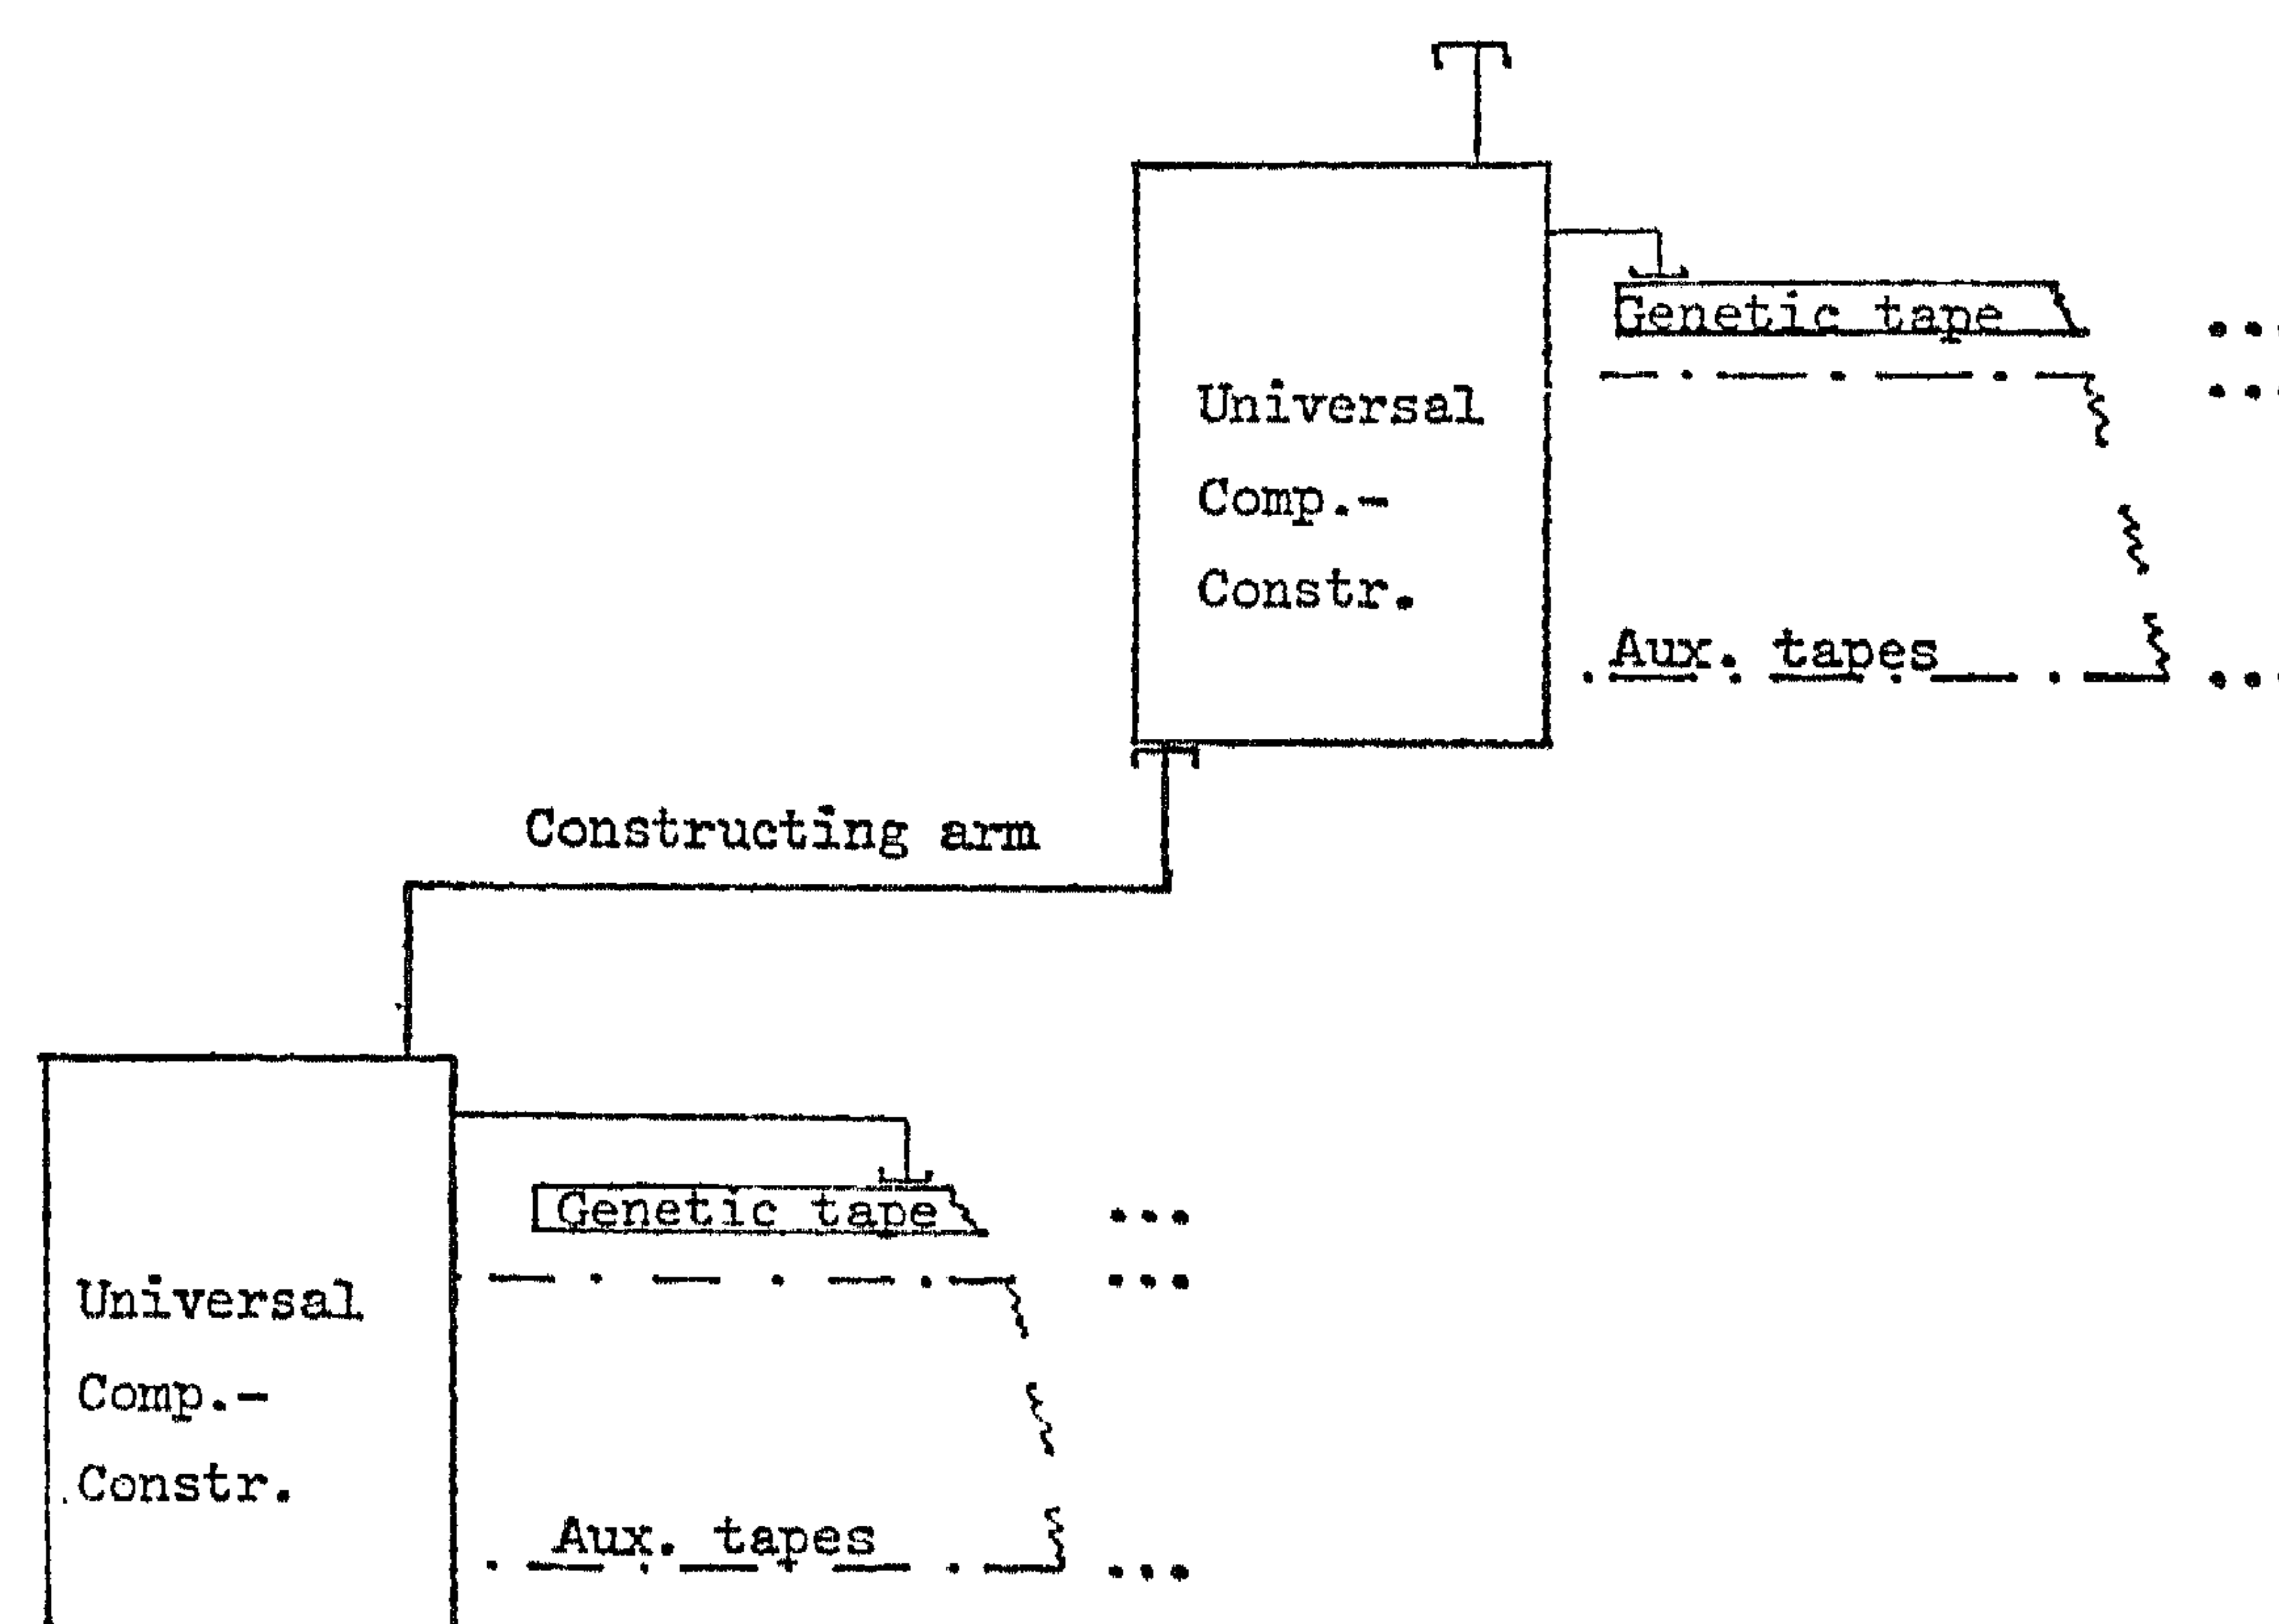 Genetic tape
Universal
Comp.-
Constr.
Aux. tapes
Constructing arm
Genetic tape
Universal
Comp.-
Constr.
Aux. tapes